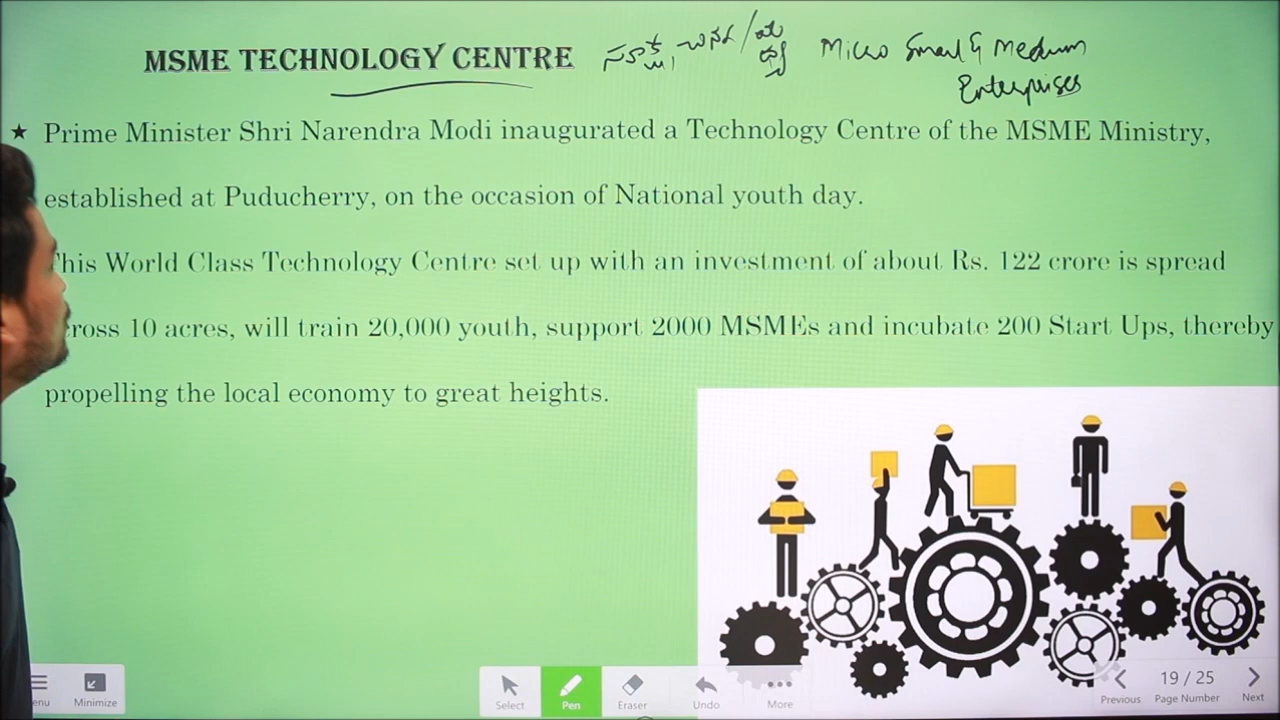 MSME TECHNOLOGY CENTRE
Micro Small & Medium
Enterprises
★ Prime Minister Shri Narendra Modi inaugurated a Technology Centre of the MSME Ministry,
established at Puducherry, on the occasion of National youth day.
This World Class Technology Centre set up with an investment of about Rs. 122 crore is spread
cross 10 acres, will train 20,000 youth, support 2000 MSMEs and incubate 200 Start Ups, thereby
propelling the local economy to great heights.
enu Minimize Select Pen Eraser Undo More Previous 19 / 25 Page Number Next